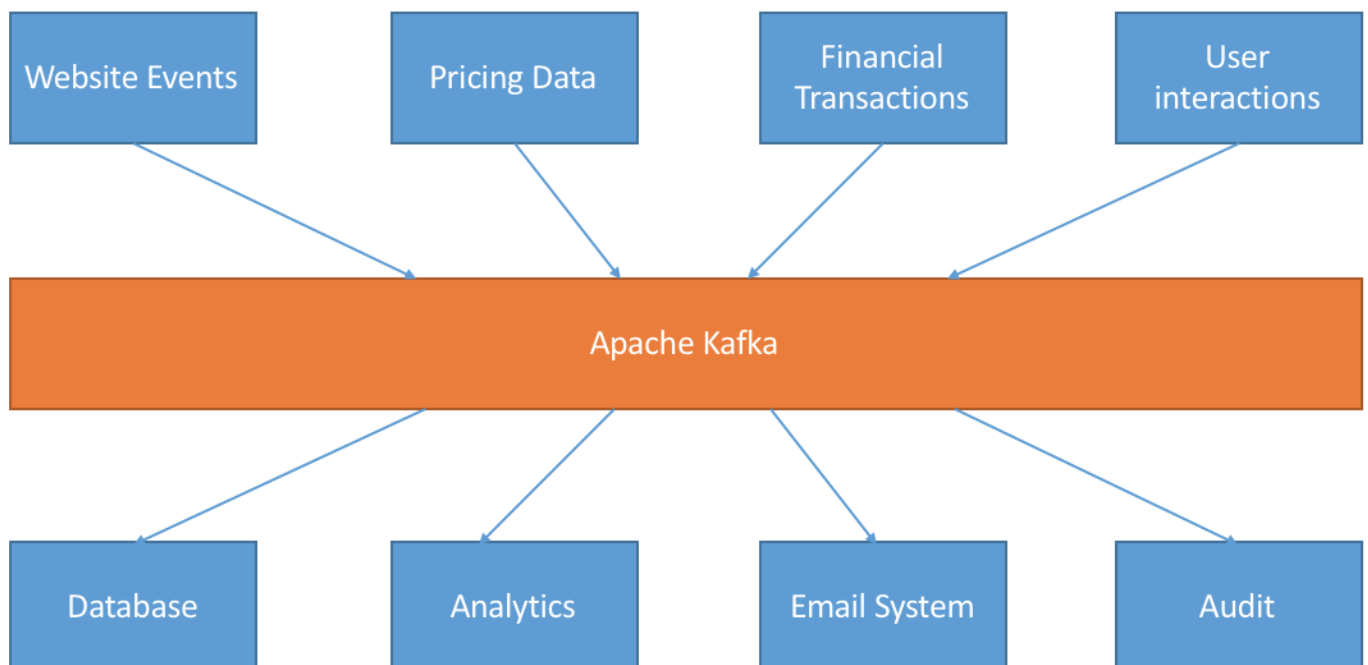 Website Events
Pricing Data
Financial
Transactions
User
interactions
Apache Kafka
Database
Analytics
Email System
Audit